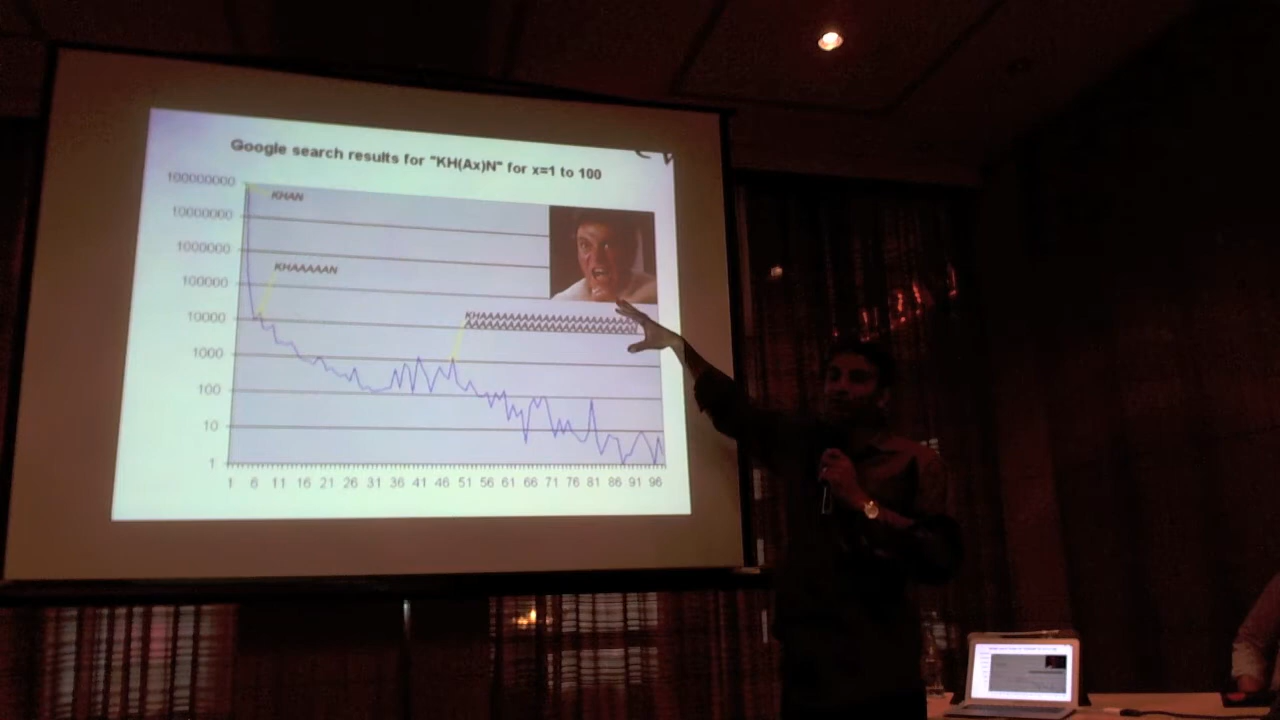 Google search results for "KH(Ax)N" for x=1 to 100
100000000
KHAN
10000000
1000000
KHAAAAAN
100000
10000
1000
100
10
1
1 6 11 16 21 26 31 36 41 46 51 56 61 66 71 76 81 86 91 96